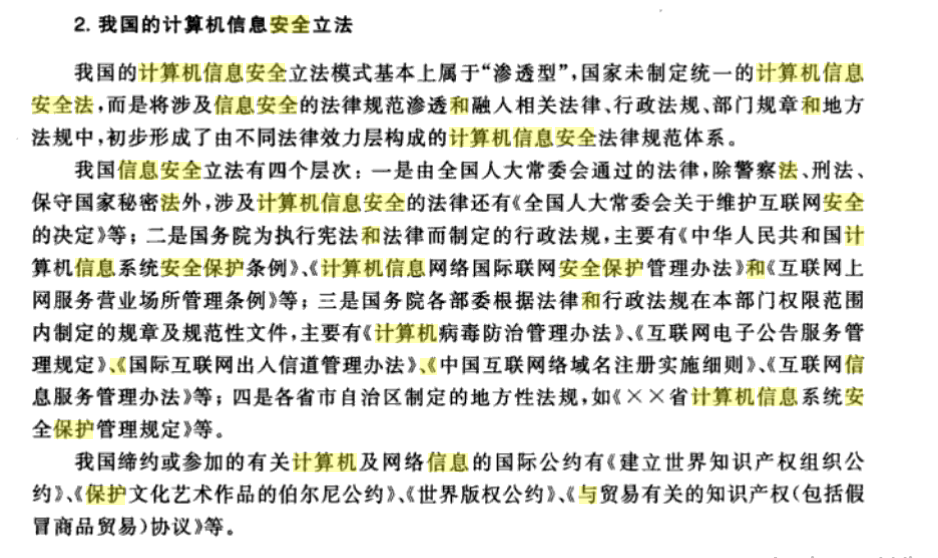 2. 我国的计算机信息安全立法
我国的计算机信息安全立法模式基本上属于“渗透型”,国家未制定统一的计算机信息
安全法,而是将涉及信息安全的法律规范渗透和融入相关法律、行政法规、部门规章和地方
法规中,初步形成了由不同法律效力层构成的计算机信息安全法律规范体系。
我国信息安全立法有四个层次:一是由全国人大常委会通过的法律,除警察法、刑法、
保守国家秘密法外,涉及计算机信息安全的法律还有《全国人大常委会关于维护互联网安全
的决定》等;二是国务院为执行宪法和法律而制定的行政法规,主要有《中华人民共和国计
算机信息系统安全保护条例》、《计算机信息网络国际联网安全保护管理办法》和《互联网上
网服务营业场所管理条例》等;三是国务院各部委根据法律和行政法规在本部门权限范围
内制定的规章及规范性文件,主要有《计算机病毒防治管理办法》、《互联网电子公告服务管
理规定》、《国际互联网出入信道管理办法》、《中国互联网络域名注册实施细则》、《互联网信
息服务管理办法》等;四是各省市自治区制定的地方性法规,如《××省计算机信息系统安
全保护管理规定》等。
我国缔约或参加的有关计算机及网络信息的国际公约有《建立世界知识产权组织公
约》、《保护文化艺术作品的伯尔尼公约》、《世界版权公约》、《与贸易有关的知识产权(包括假
冒商品贸易)协议》等。